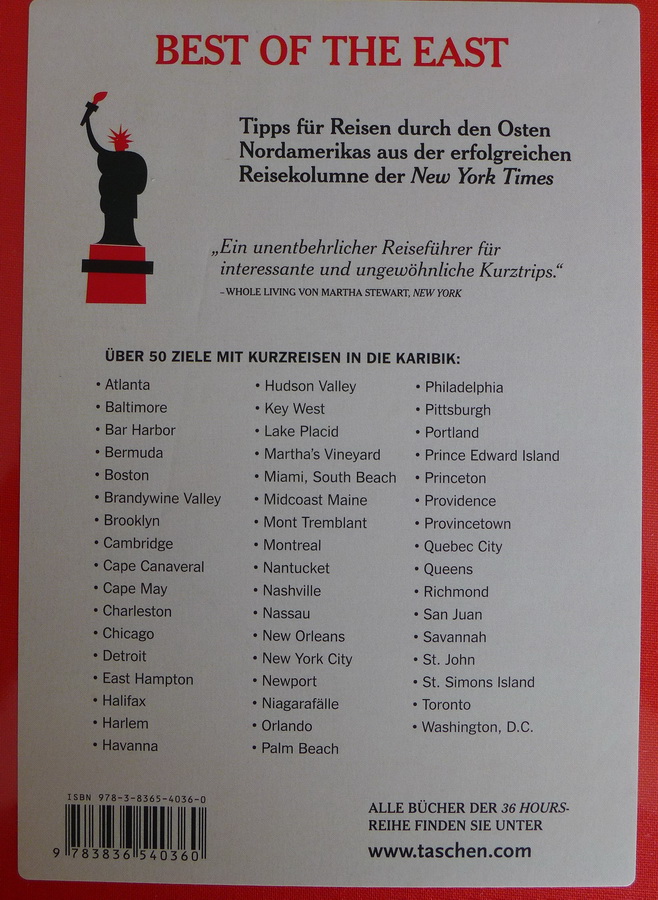 BEST OF THE EAST
Tipps für Reisen durch den Osten
Nordamerikas aus der erfolgreichen
Reisekolumne der New York Times
„Ein unentbehrlicher Reiseführer für
interessante und ungewöhnliche Kurztrips.“
– WHOLE LIVING VON MARTHA STEWART, NEW YORK
ÜBER 50 ZIELE MIT KURZREISEN IN DIE KARIBIK:
• Atlanta
• Baltimore
• Bar Harbor
• Bermuda
• Boston
• Brandywine Valley
• Brooklyn
• Cambridge
• Cape Canaveral
• Cape May
• Charleston
• Chicago
• Detroit
• East Hampton
• Halifax
• Harlem
• Havanna
• Hudson Valley
• Key West
• Lake Placid
• Martha's Vineyard
• Miami, South Beach
• Midcoast Maine
• Mont Tremblant
• Montreal
• Nantucket
• Nashville
• Nassau
• New Orleans
• New York City
• Newport
• Niagarafälle
• Orlando
• Palm Beach
• Philadelphia
• Pittsburgh
• Portland
• Prince Edward Island
• Princeton
• Providence
• Provincetown
• Quebec City
• Queens
• Richmond
• San Juan
• Savannah
• St. John
• St. Simons Island
• Toronto
• Washington, D.C.
ISBN 978-3-8365-4036-0
9 783836 540360
ALLE BÜCHER DER 36 HOURS-
REIHE FINDEN SIE UNTER
www.taschen.com